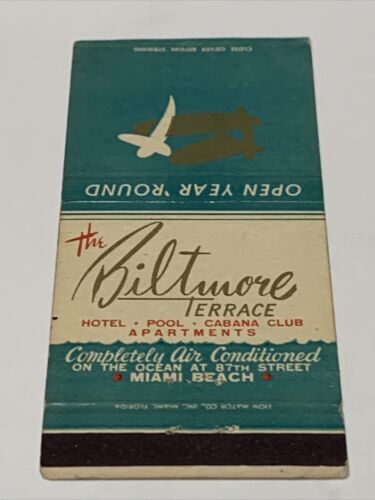 CLOSE COVER BEFORE STRIKING
OPEN YEAR 'ROUND
The
Biltmore
TERRACE
HOTEL • POOL • CABANA CLUB
APARTMENTS
Completely Air Conditioned
ON THE OCEAN AT 87TH STREET
• MIAMI BEACH •
LION MATCH CO., INC., MIAMI, FLORIDA